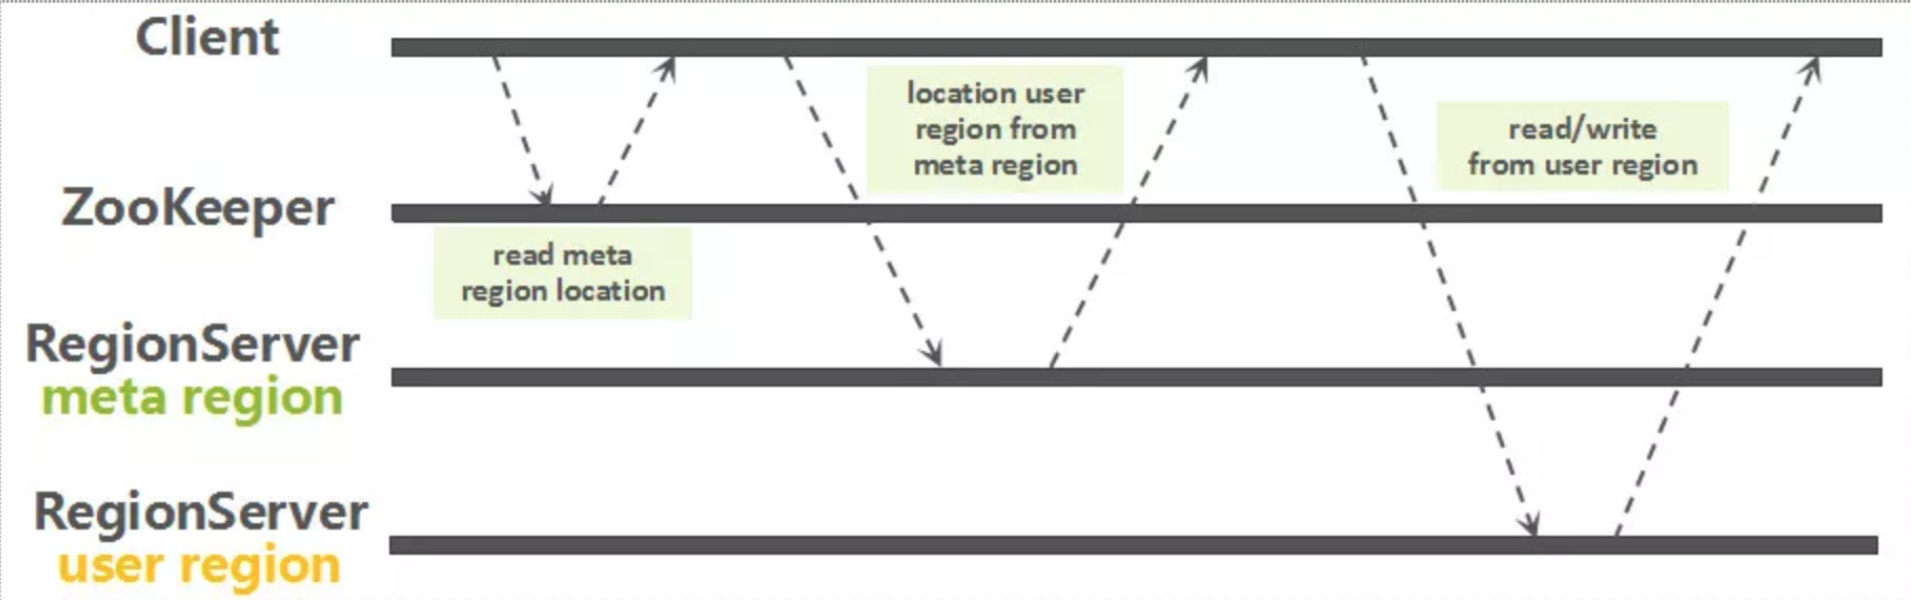 Client
location user
region from
meta region
read/write
from user region
ZooKeeper
read meta
region location
RegionServer
meta region
RegionServer
user region